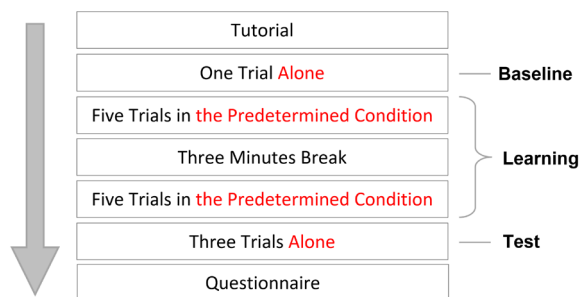 Tutorial
One Trial Alone
Baseline
Five Trials in the Predetermined Condition
Three Minutes Break
Learning
Five Trials in the Predetermined Condition
Three Trials Alone
Test
Questionnaire